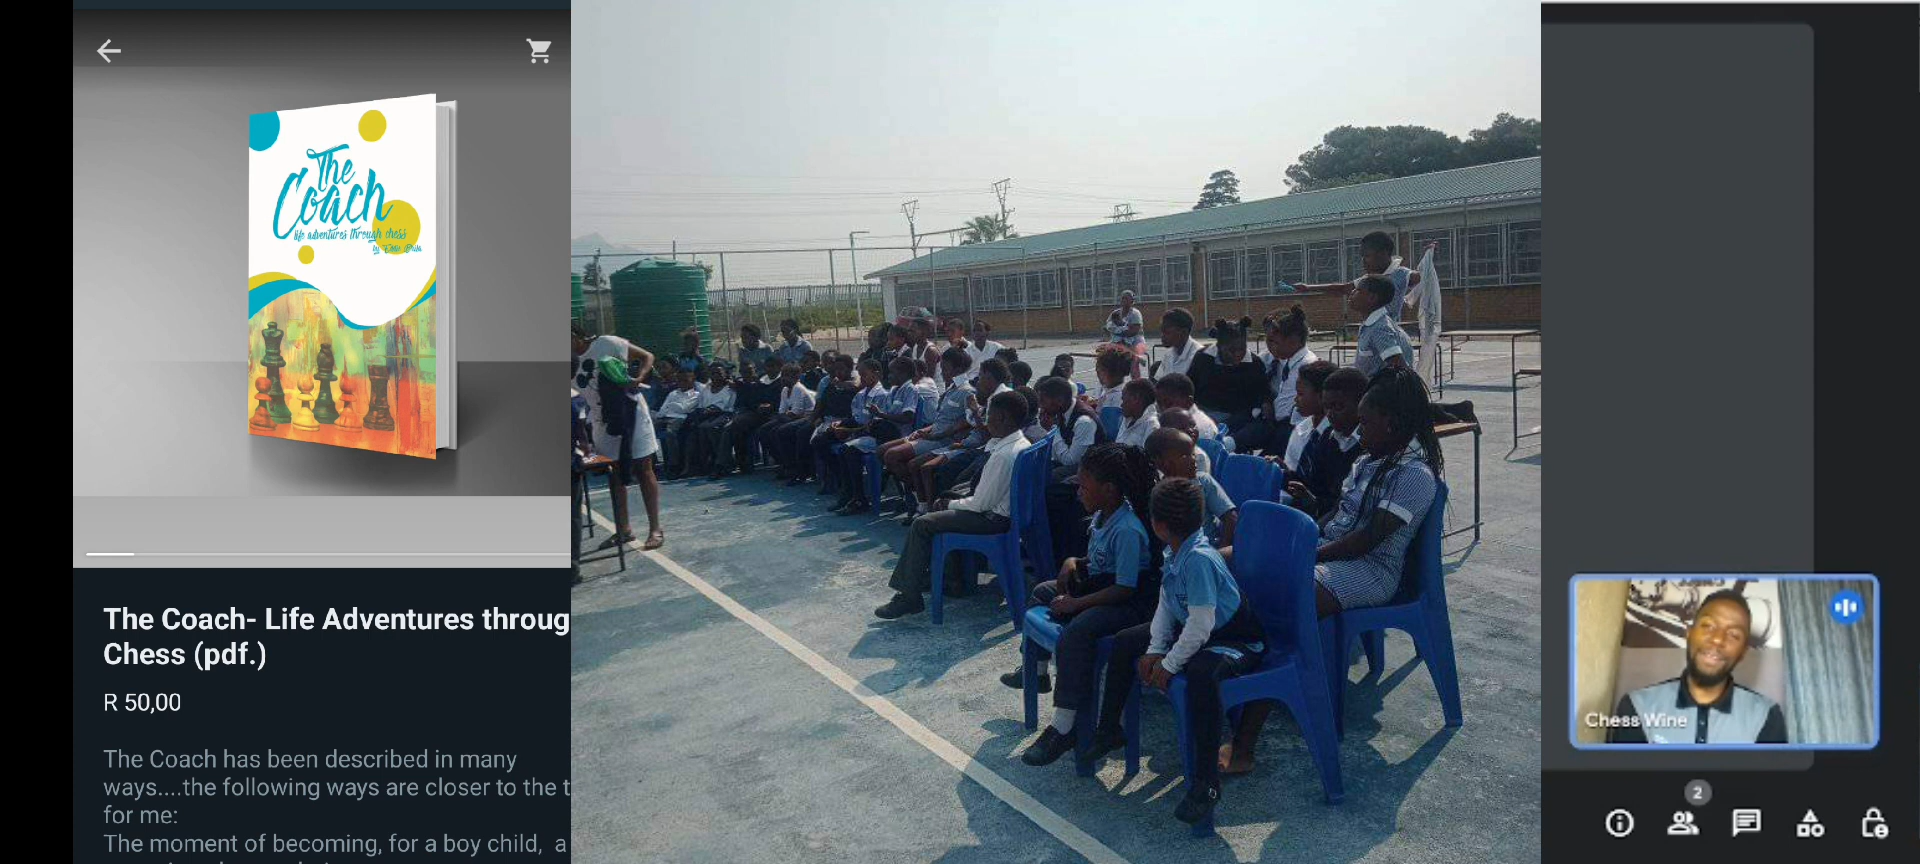 The
Coach
life adventures through chess
by
The Coach- Life Adventures throug
Chess (pdf.)
R 50,00
The Coach has been described in many
ways....the following ways are closer to the t
for me:
The moment of becoming, for a boy child, a
Chess Wine
2